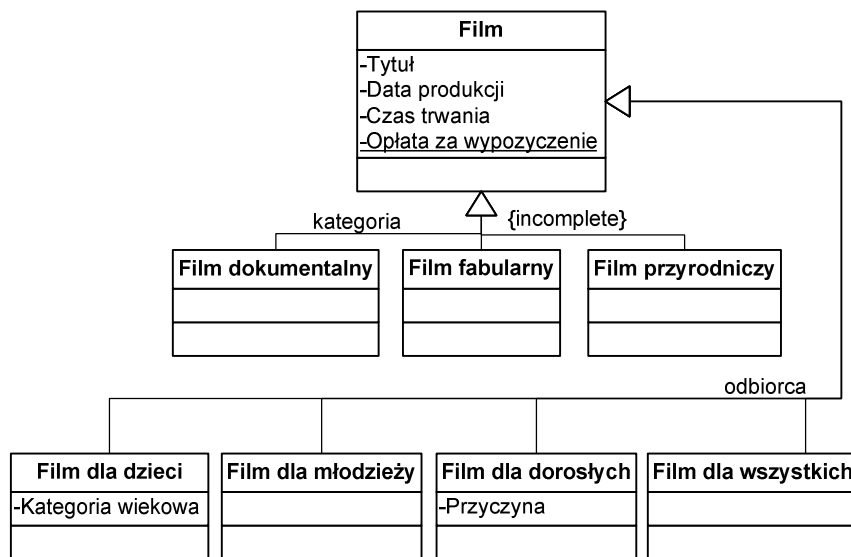 Film
-Tytuł
-Data produkcji
-Czas trwania
-Opłata za wypozyczenie
kategoria
{incomplete}
Film dokumentalny
Film fabularny
Film przyrodniczy
odbiorca
Film dla dzieci
-Kategoria wiekowa
Film dla młodzieży
Film dla dorosłych
-Przyczyna
Film dla wszystkich